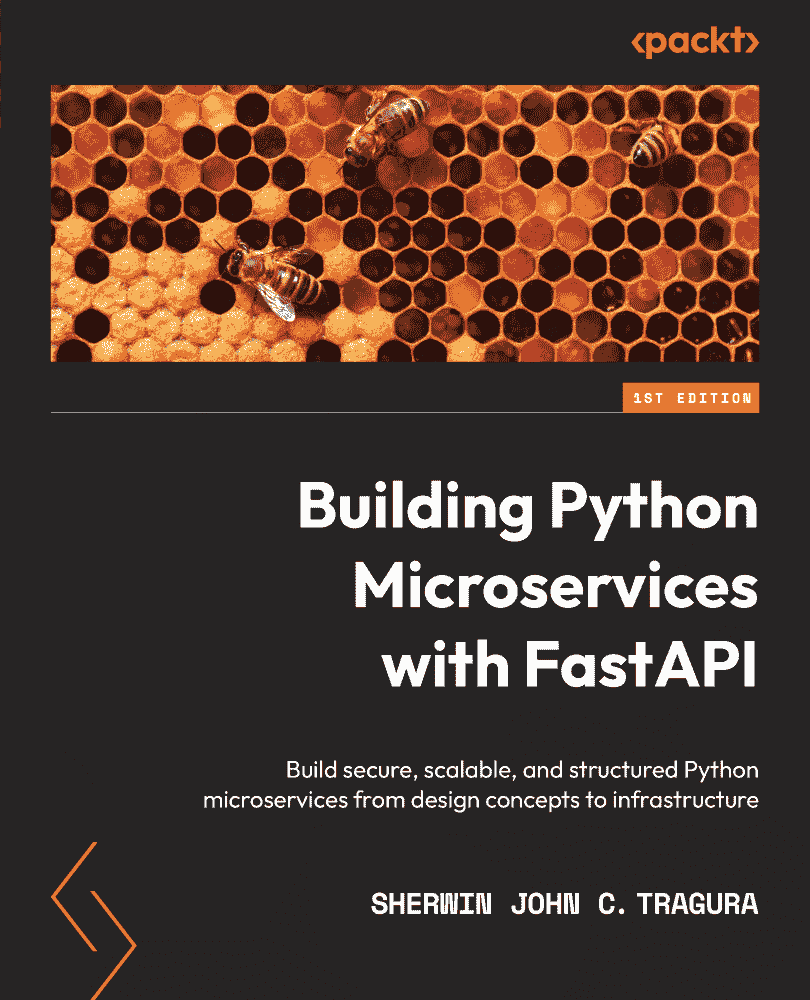 <packt>
1ST EDITION
Building Python
Microservices
with FastAPI
Build secure, scalable, and structured Python
microservices from design concepts to infrastructure
SHERWIN JOHN C. TRAGURA